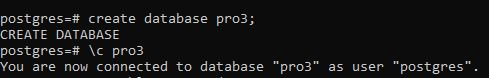 postgres=# create database pro3;
CREATE DATABASE
postgres=# \c pro3
You are now connected to database "pro3" as user "postgres".